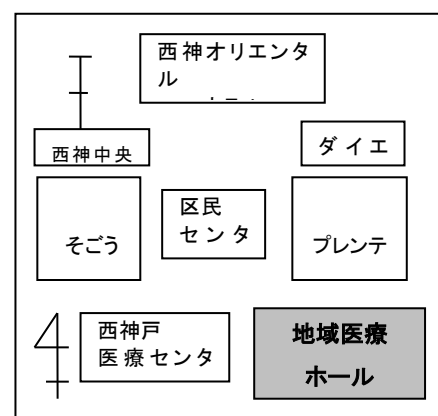 西神オリエンタ
ル
西神中央
ダイエ
区民
センタ
そごう
プレンテ
西神戸
医療センタ
地域医療
ホール